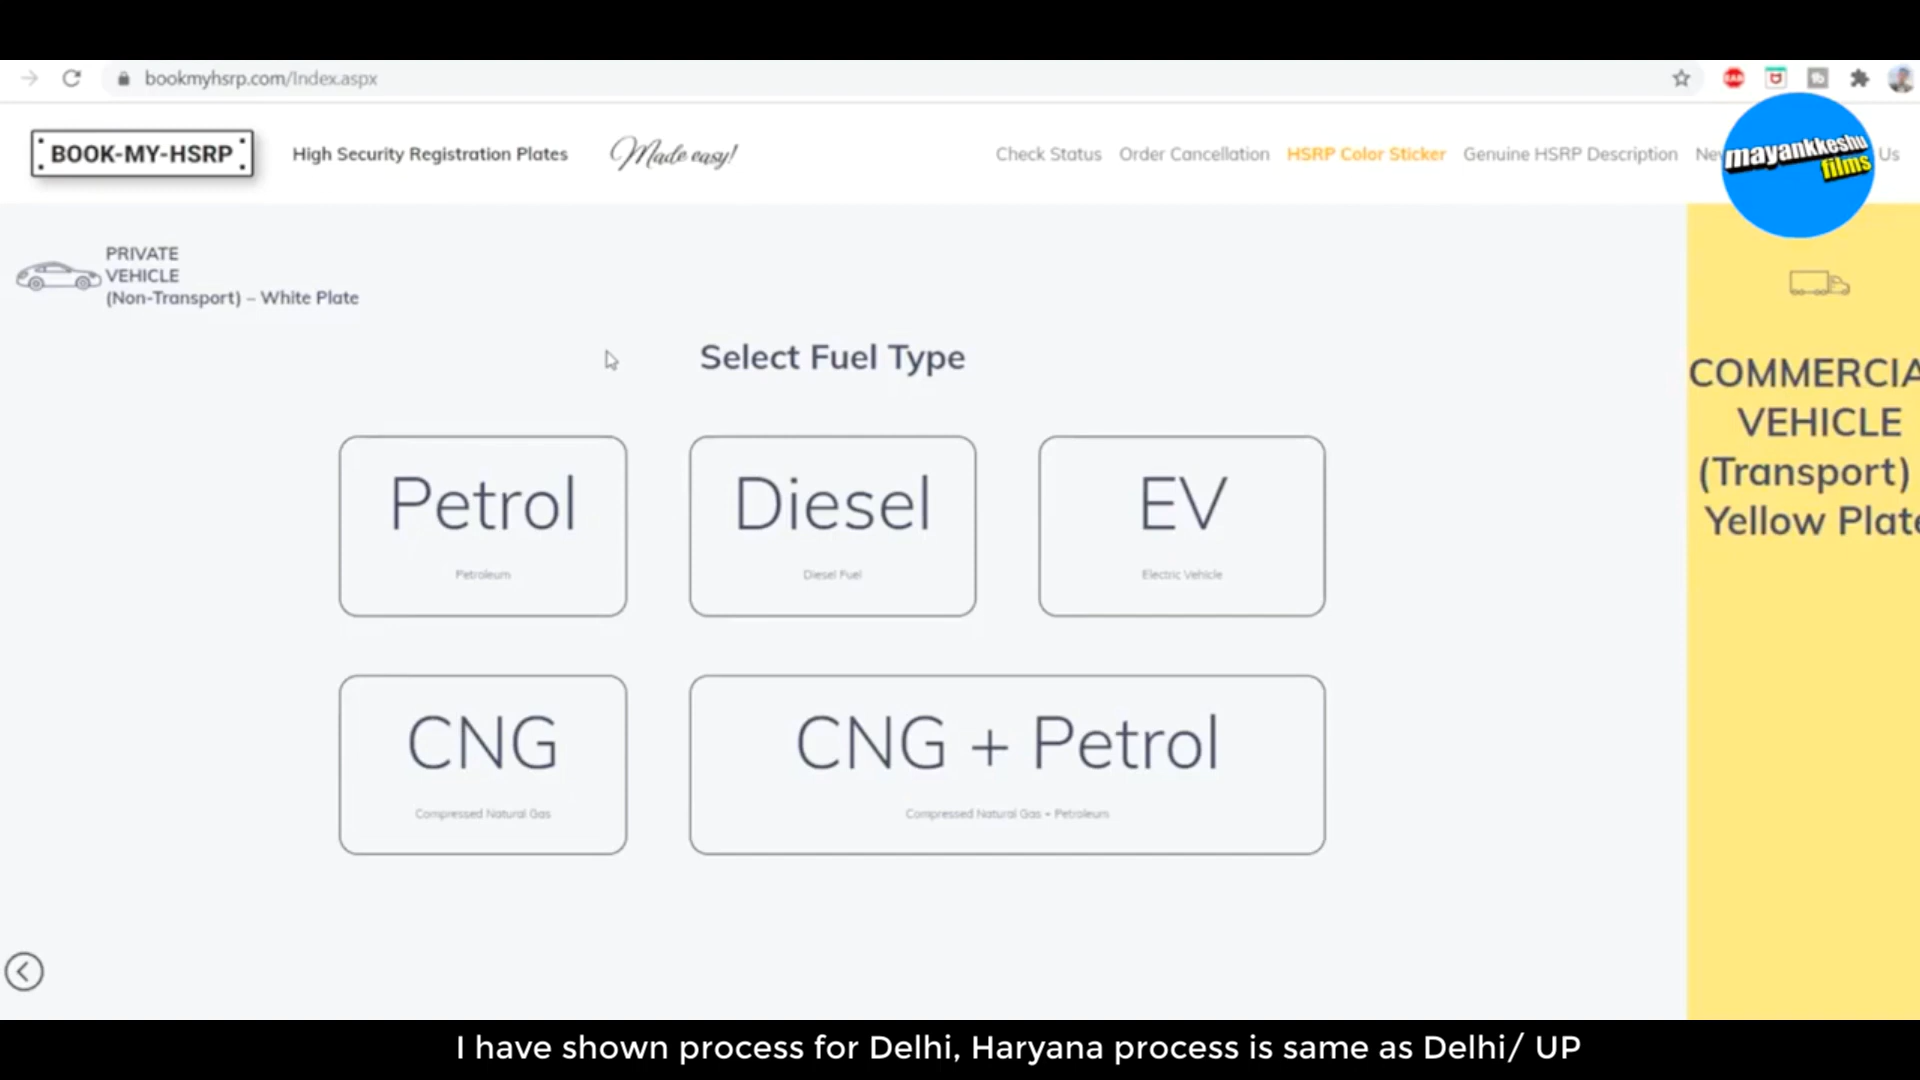 bookmyhsrp.com/Index.aspx
BOOK-MY-HSRP
High Security Registration Plates
Made easy!
Check Status
Order Cancellation
HSRP Color Sticker
Genuine HSRP Description
Us
mayankkeshu
films
PRIVATE
VEHICLE
(Non-Transport) – White Plate
Select Fuel Type
Petrol
Petroleum
Diesel
Diesel Fuel
EV
Electric Vehicle
CNG
Compressed Natural Gas
CNG + Petrol
Compressed Natural Gas + Petroleum
COMMERCIA
VEHICLE
(Transport)
Yellow Plate
I have shown process for Delhi, Haryana process is same as Delhi/ UP